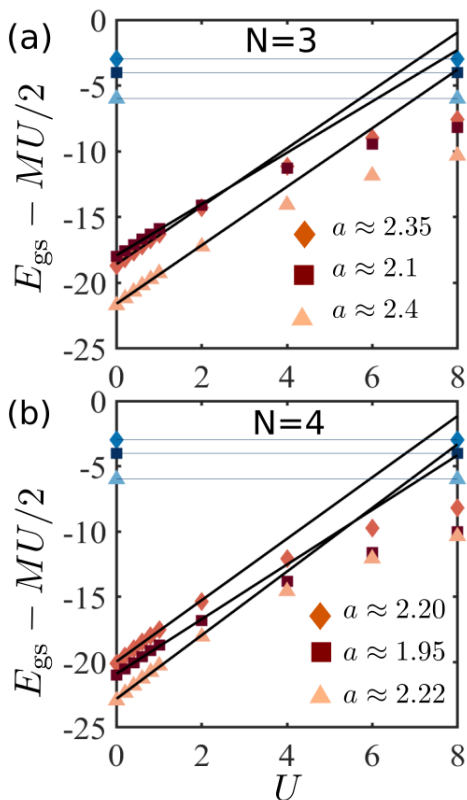 (a)
N=3
0
-5
-10
-15
-20
-25
E_gs − MU/2
a ≈ 2.35
a ≈ 2.1
a ≈ 2.4
0 2 4 6 8
(b)
N=4
0
-5
-10
-15
-20
-25
E_gs − MU/2
a ≈ 2.20
a ≈ 1.95
a ≈ 2.22
0 2 4 6 8
U